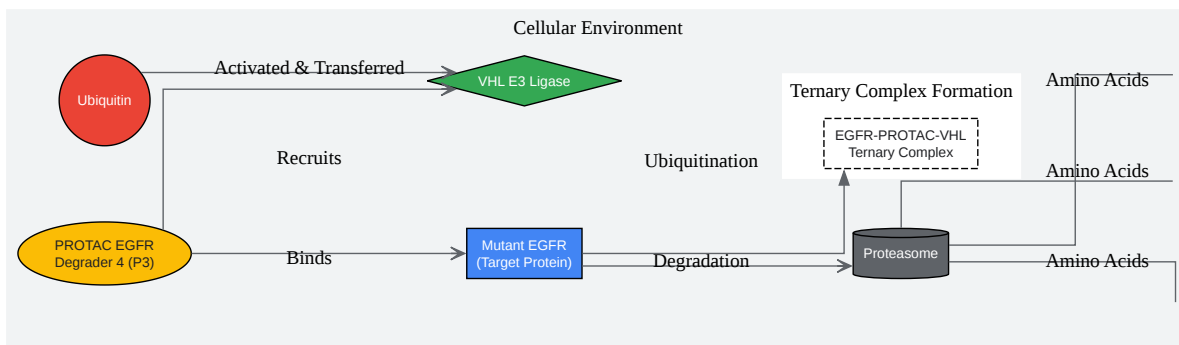 Cellular Environment
Activated & Transferred
Ubiquitin
VHL E3 Ligase
Ternary Complex Formation
Amino Acids
EGFR-PROTAC-VHL
Ternary Complex
Recruits
Ubiquitination
Amino Acids
PROTAC EGFR
Degrader 4 (P3)
Binds
Mutant EGFR
(Target Protein)
Degradation
Proteasome
Amino Acids